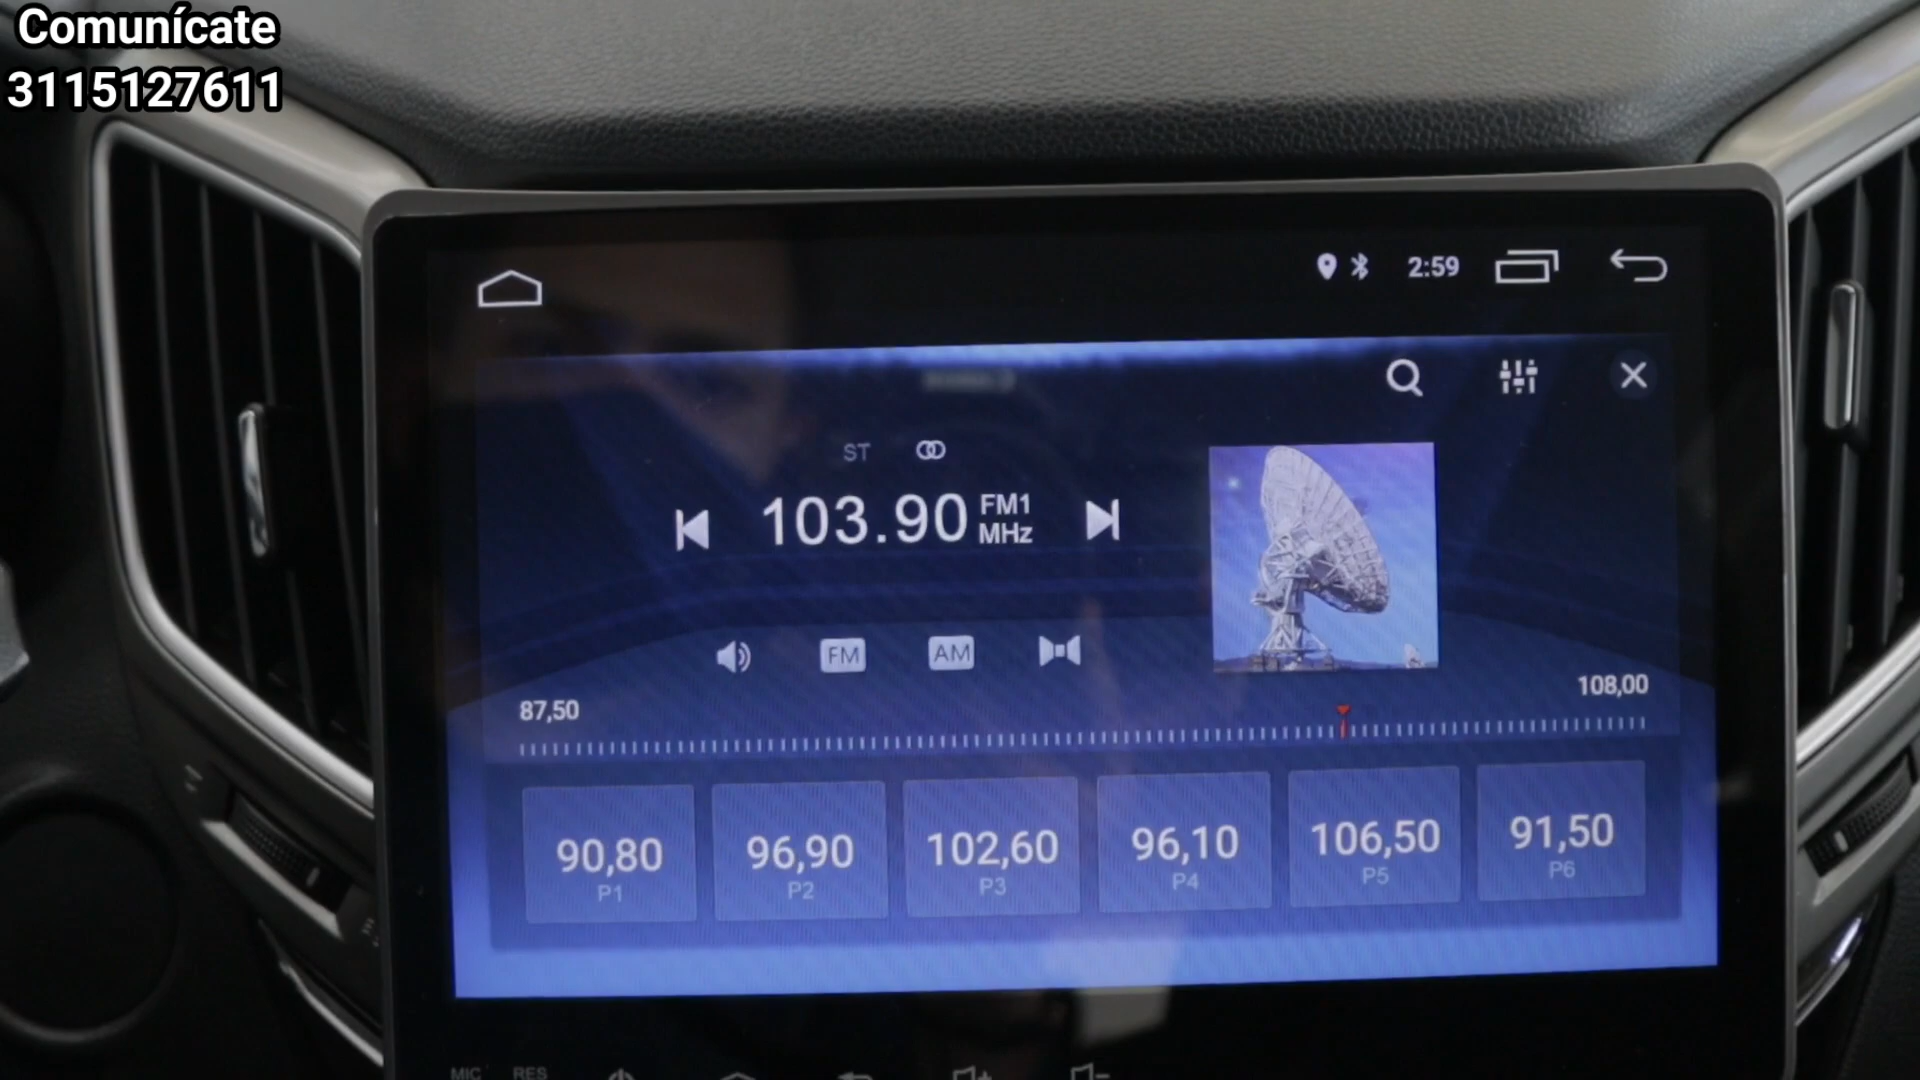 Comunícate
3115127611
2:59
ST
103.90 FM1 MHz
FM AM
87,50
108,00
90,80 96,90 102,60 96,10 106,50 91,50
P1 P2 P3 P4 P5 P6
MIC RES